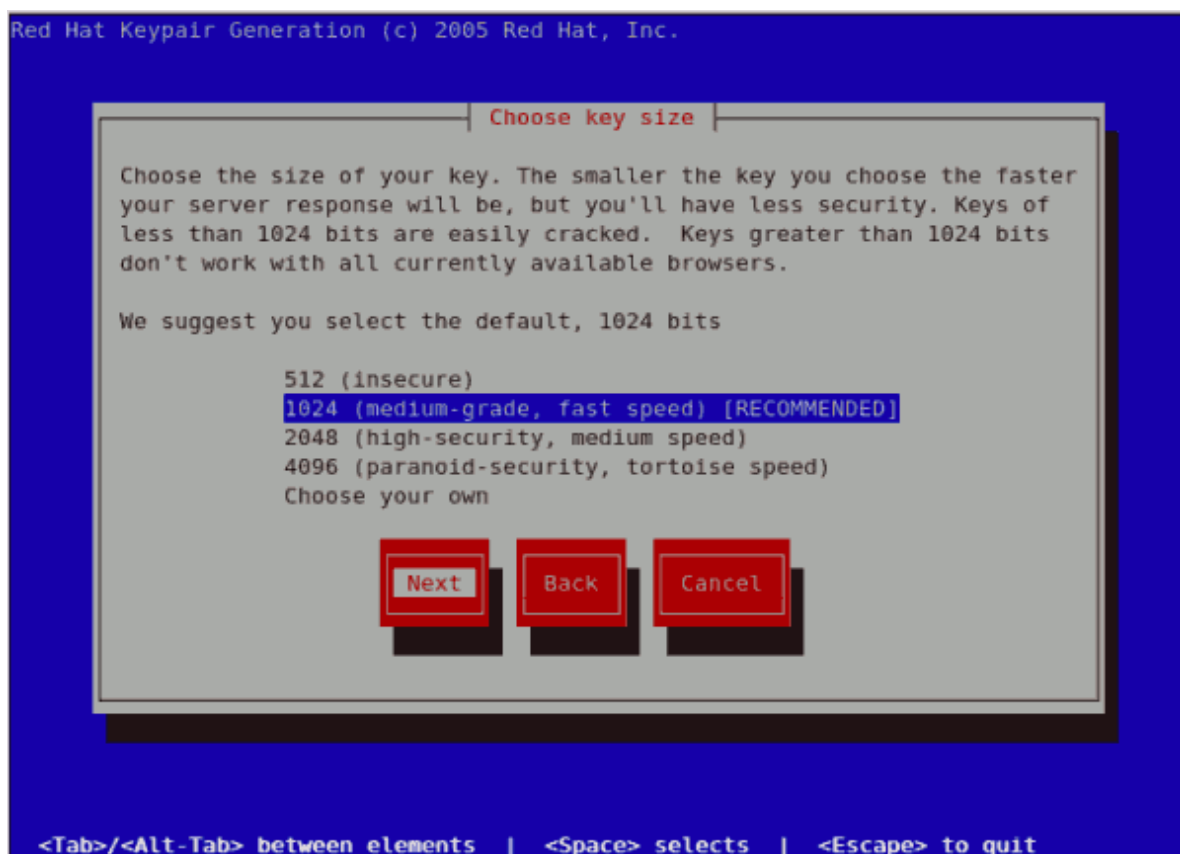 Red Hat Keypair Generation (c) 2005 Red Hat, Inc.
Choose key size
Choose the size of your key. The smaller the key you choose the faster
your server response will be, but you'll have less security. Keys of
less than 1024 bits are easily cracked.  Keys greater than 1024 bits
don't work with all currently available browsers.
We suggest you select the default, 1024 bits
512 (insecure)
1024 (medium-grade, fast speed) [RECOMMENDED]
2048 (high-security, medium speed)
4096 (paranoid-security, tortoise speed)
Choose your own
Next Back Cancel
<Tab>/<Alt-Tab> between elements | <Space> selects | <Escape> to quit